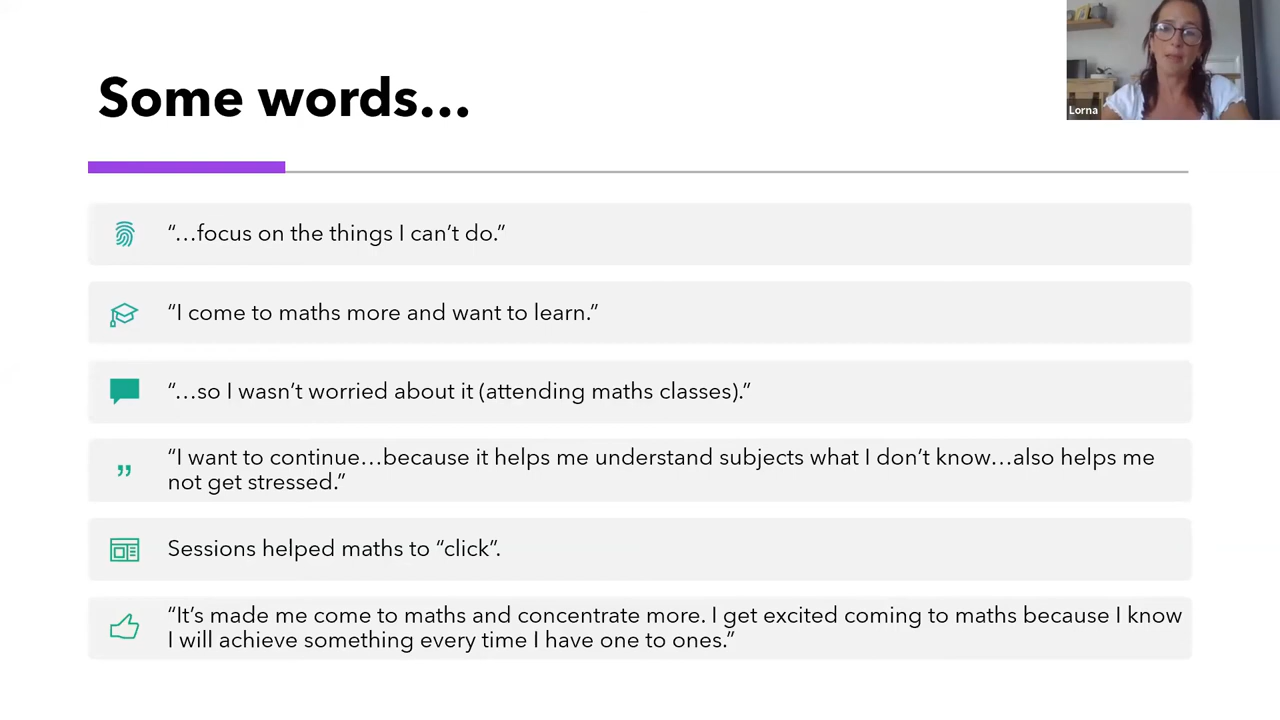 Some words...
Lorna
“...focus on the things I can’t do.”
“I come to maths more and want to learn.”
“...so I wasn’t worried about it (attending maths classes).”
“I want to continue...because it helps me understand subjects what I don’t know...also helps me
not get stressed.”
Sessions helped maths to “click”.
“It’s made me come to maths and concentrate more. I get excited coming to maths because I know
I will achieve something every time I have one to ones.”